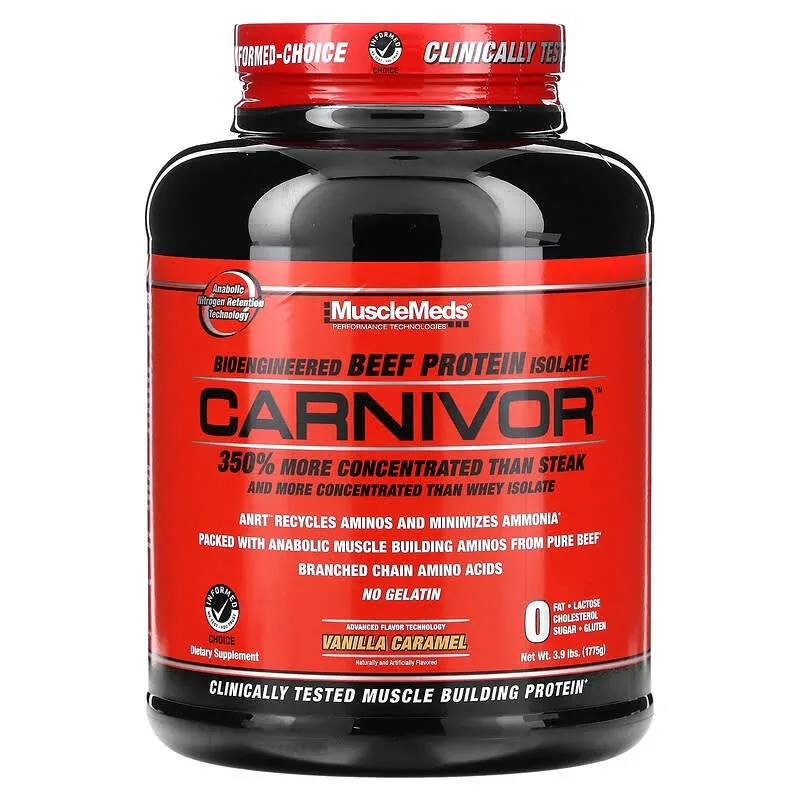 FORMED-CHOICE
INFORMED
CHOICE
CLINICALLY TES
Anabolic
Nitrogen Retention
Technology
MuscleMeds®
PERFORMANCE TECHNOLOGIES
BIOENGINEERED BEEF PROTEIN ISOLATE
CARNIVOR™
350% MORE CONCENTRATED THAN STEAK
AND MORE CONCENTRATED THAN WHEY ISOLATE
ANRT™ RECYCLES AMINOS AND MINIMIZES AMMONIA*
PACKED WITH ANABOLIC MUSCLE BUILDING AMINOS FROM PURE BEEF*
BRANCHED CHAIN AMINO ACIDS
NO GELATIN
INFORMED
CHOICE
Dietary Supplement
ADVANCED FLAVOR TECHNOLOGY
VANILLA CARAMEL
Naturally and Artificially Flavored
0 FAT • LACTOSE
CHOLESTEROL
SUGAR • GLUTEN
Net Wt. 3.9 lbs. (1775g)
CLINICALLY TESTED MUSCLE BUILDING PROTEIN*